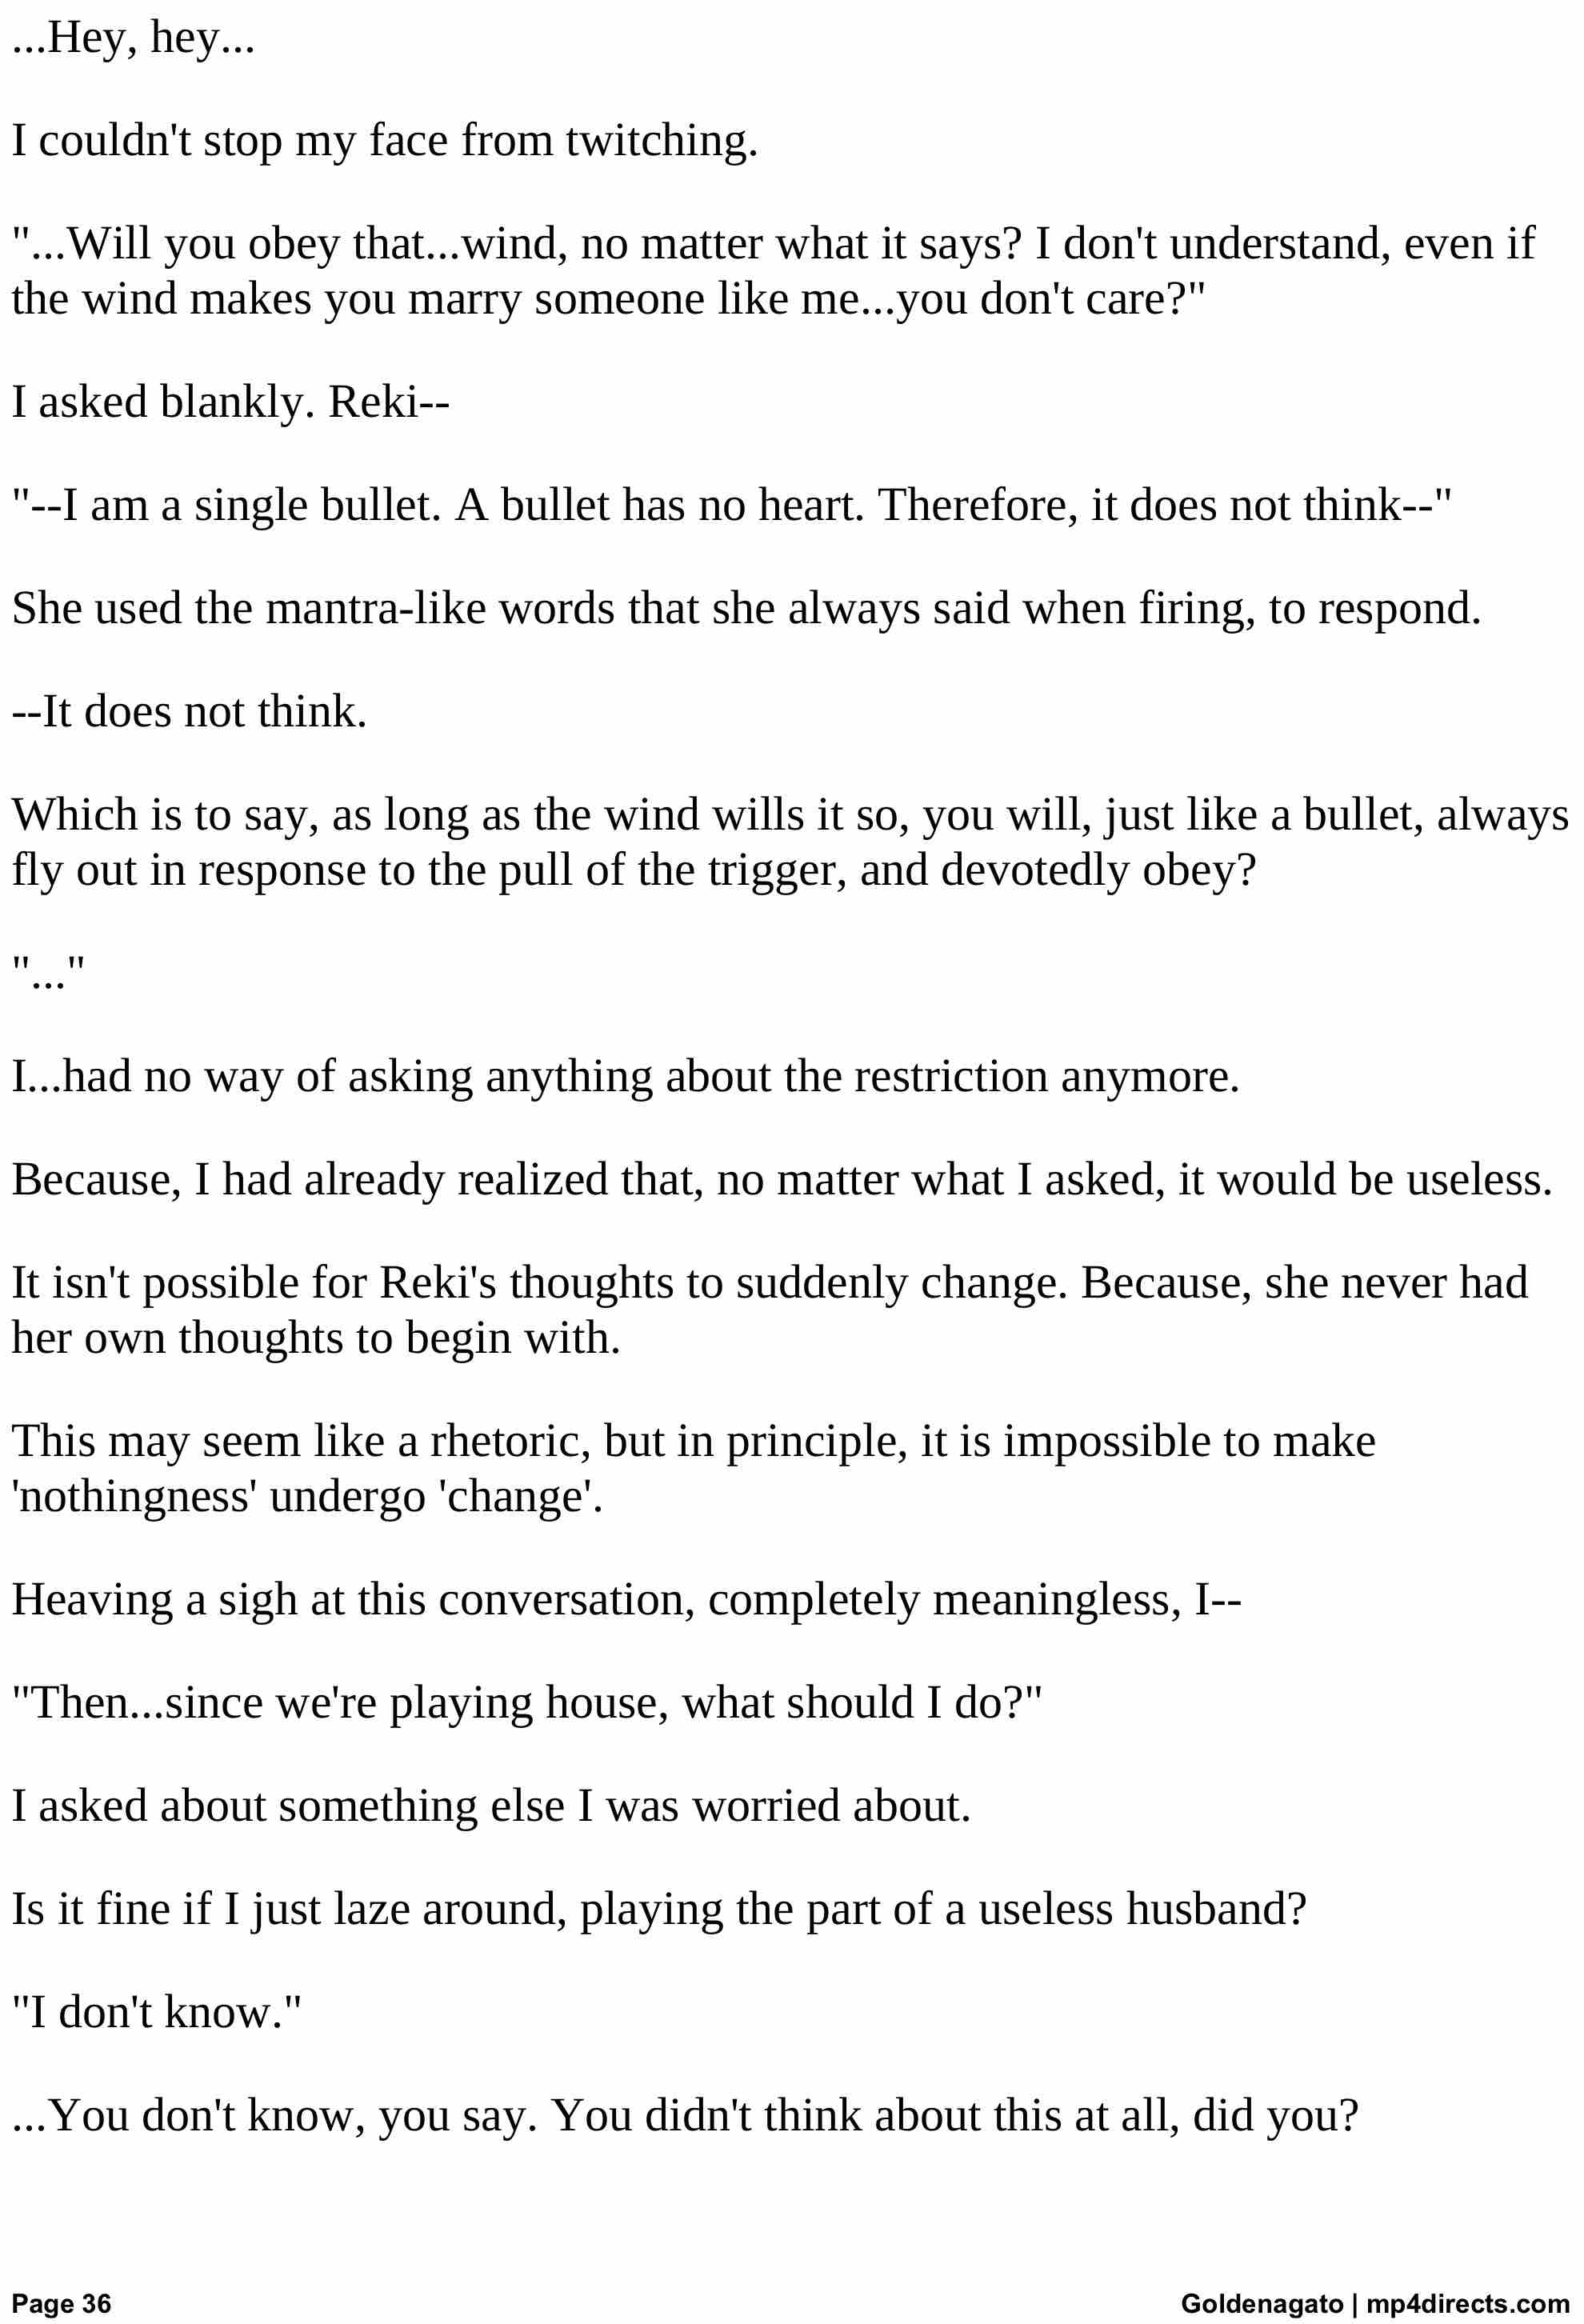 ...Hey, hey...
I couldn't stop my face from twitching.
"...Will you obey that...wind, no matter what it says? I don't understand, even if
the wind makes you marry someone like me...you don't care?"
I asked blankly. Reki--
"--I am a single bullet. A bullet has no heart. Therefore, it does not think--"
She used the mantra-like words that she always said when firing, to respond.
--It does not think.
Which is to say, as long as the wind wills it so, you will, just like a bullet, always
fly out in response to the pull of the trigger, and devotedly obey?
"..."
I...had no way of asking anything about the restriction anymore.
Because, I had already realized that, no matter what I asked, it would be useless.
It isn't possible for Reki's thoughts to suddenly change. Because, she never had
her own thoughts to begin with.
This may seem like a rhetoric, but in principle, it is impossible to make
'nothingness' undergo 'change'.
Heaving a sigh at this conversation, completely meaningless, I--
"Then...since we're playing house, what should I do?"
I asked about something else I was worried about.
Is it fine if I just laze around, playing the part of a useless husband?
"I don't know."
...You don't know, you say. You didn't think about this at all, did you?
Page 36
Goldenagato | mp4directs.com